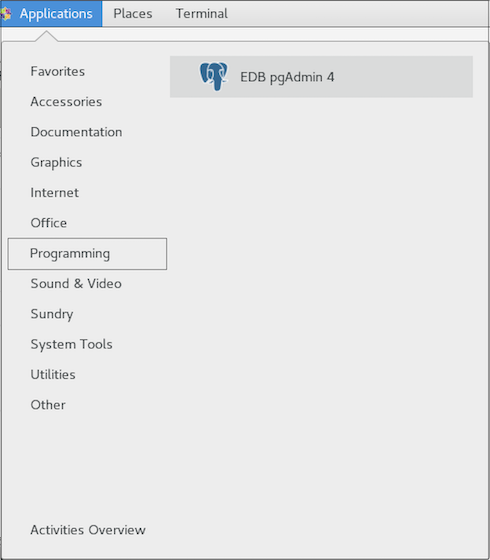 Applications Places Terminal
Favorites EDB pgAdmin 4
Accessories
Documentation
Graphics
Internet
Office
Programming
Sound & Video
Sundry
System Tools
Utilities
Other
Activities Overview